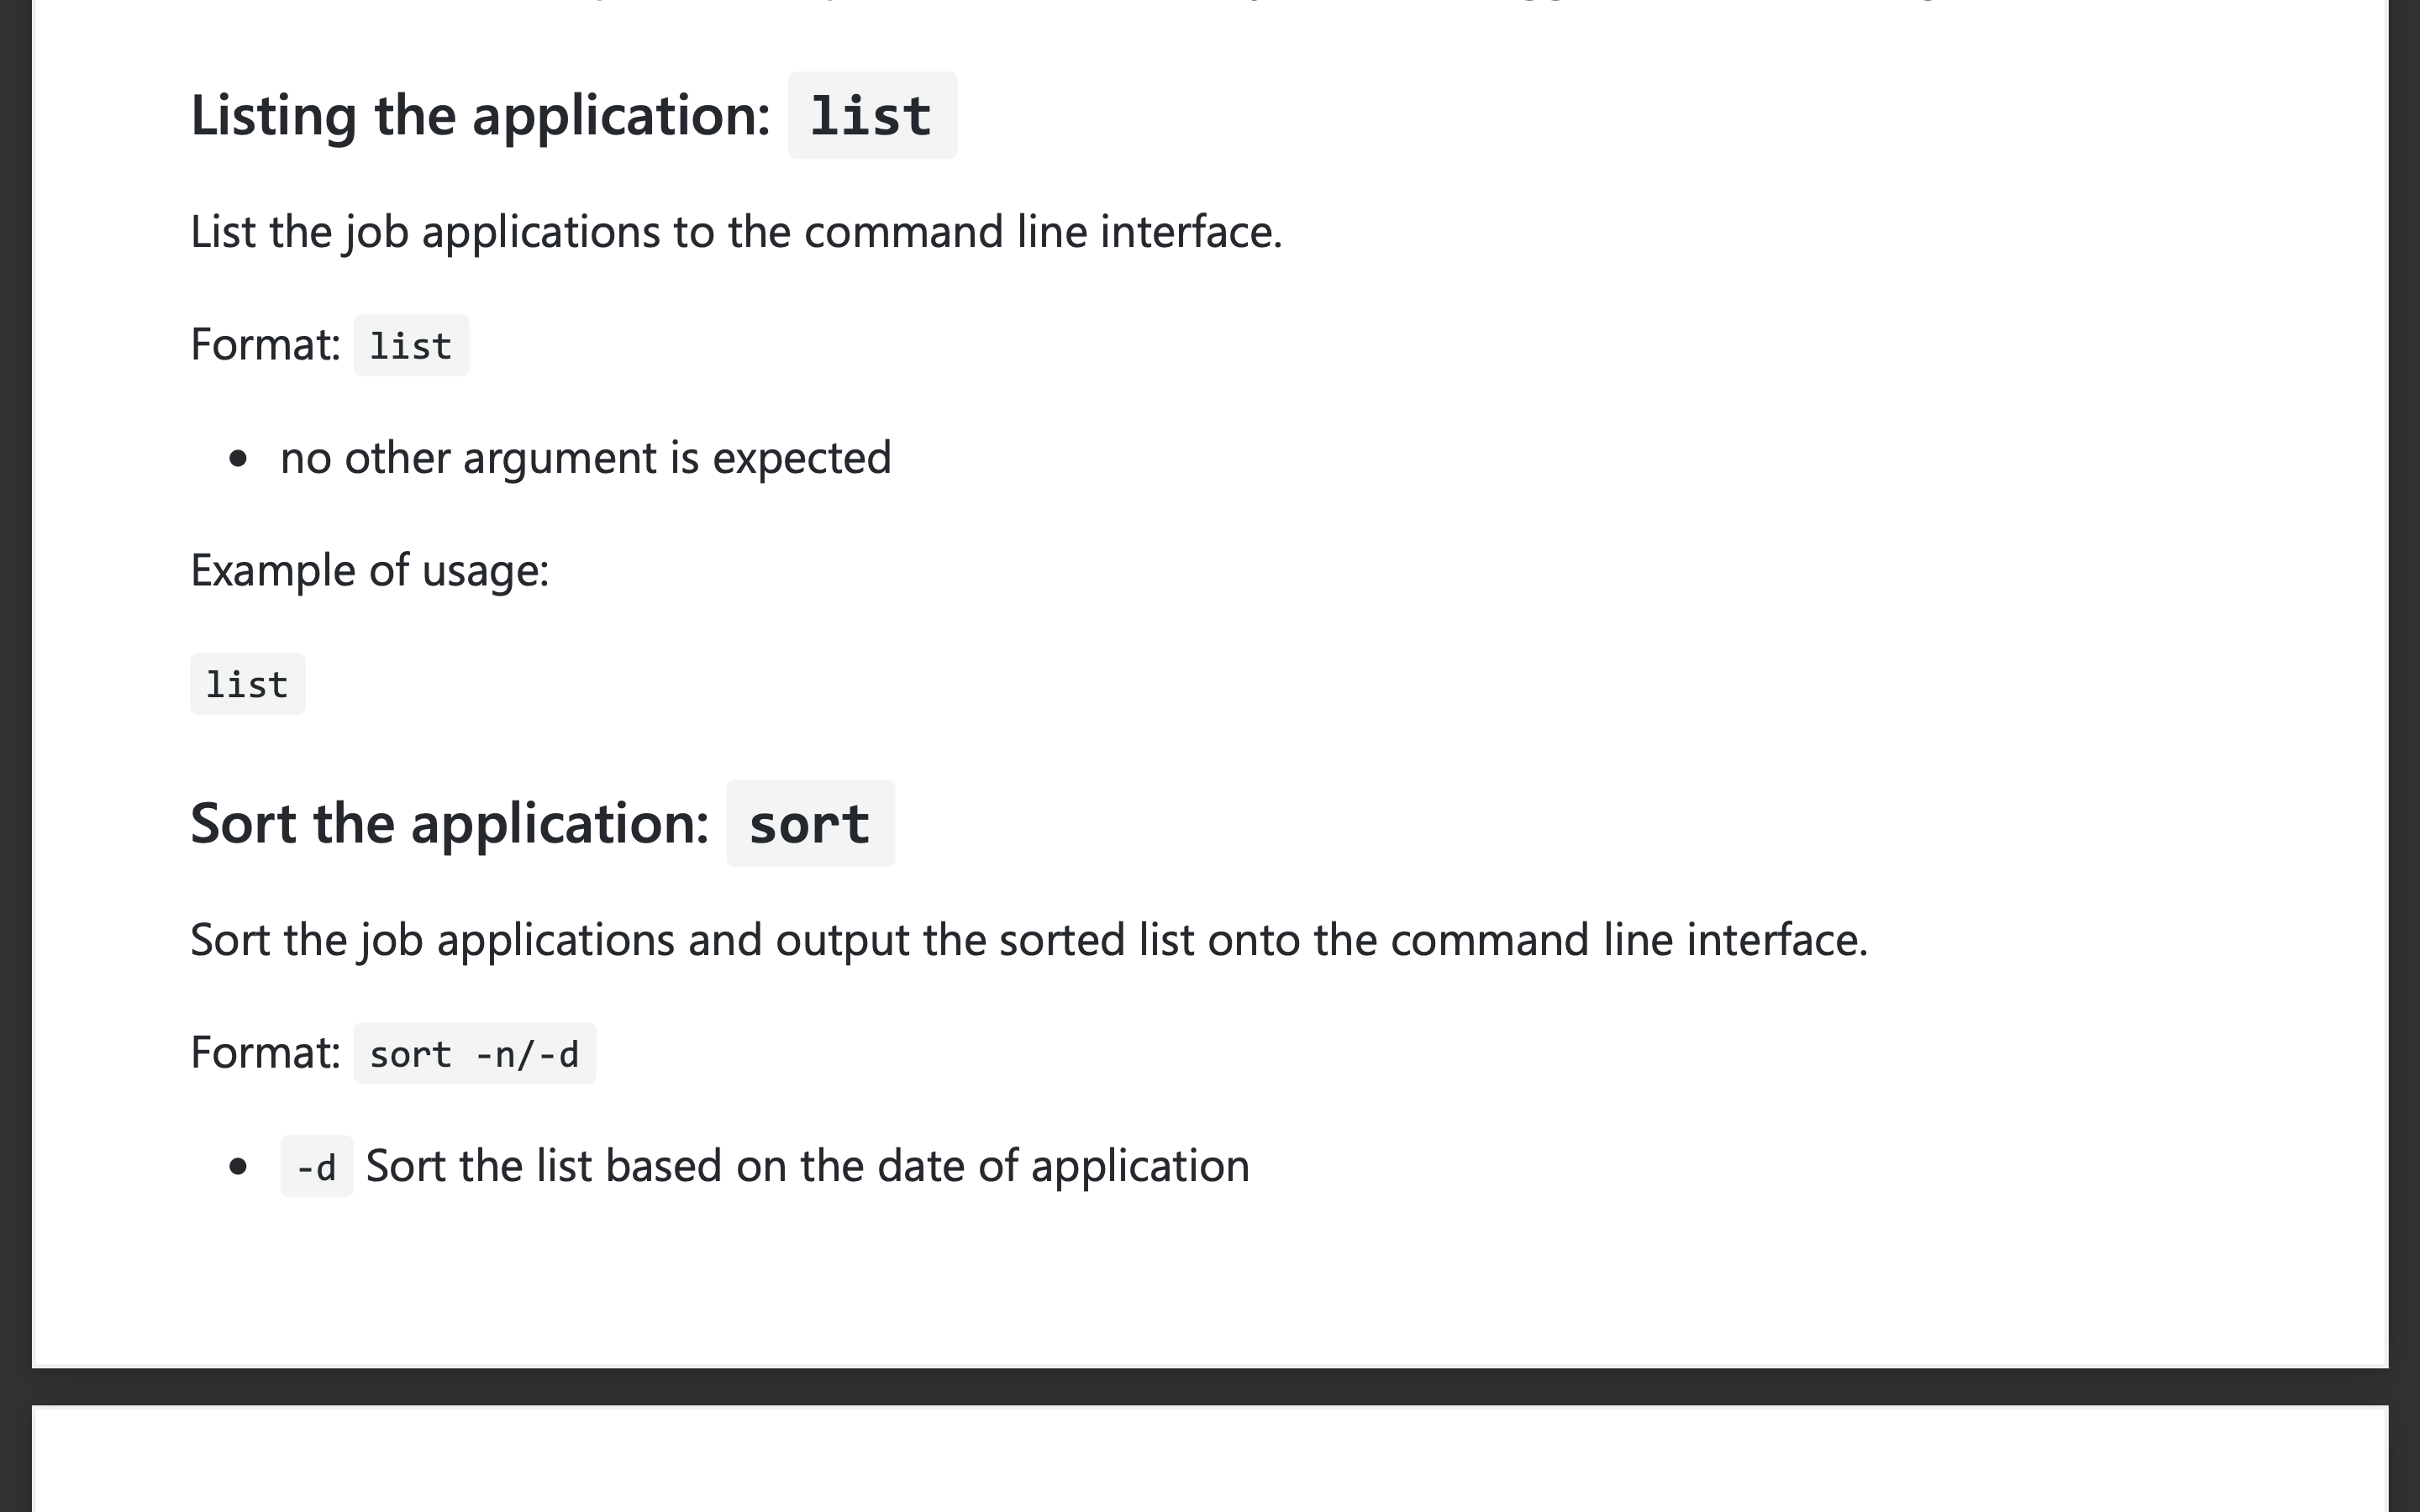 Listing the application: list
List the job applications to the command line interface.
Format: list
no other argument is expected
Example of usage:
list
Sort the application: sort
Sort the job applications and output the sorted list onto the command line interface.
Format: sort -n/-d
-d Sort the list based on the date of application